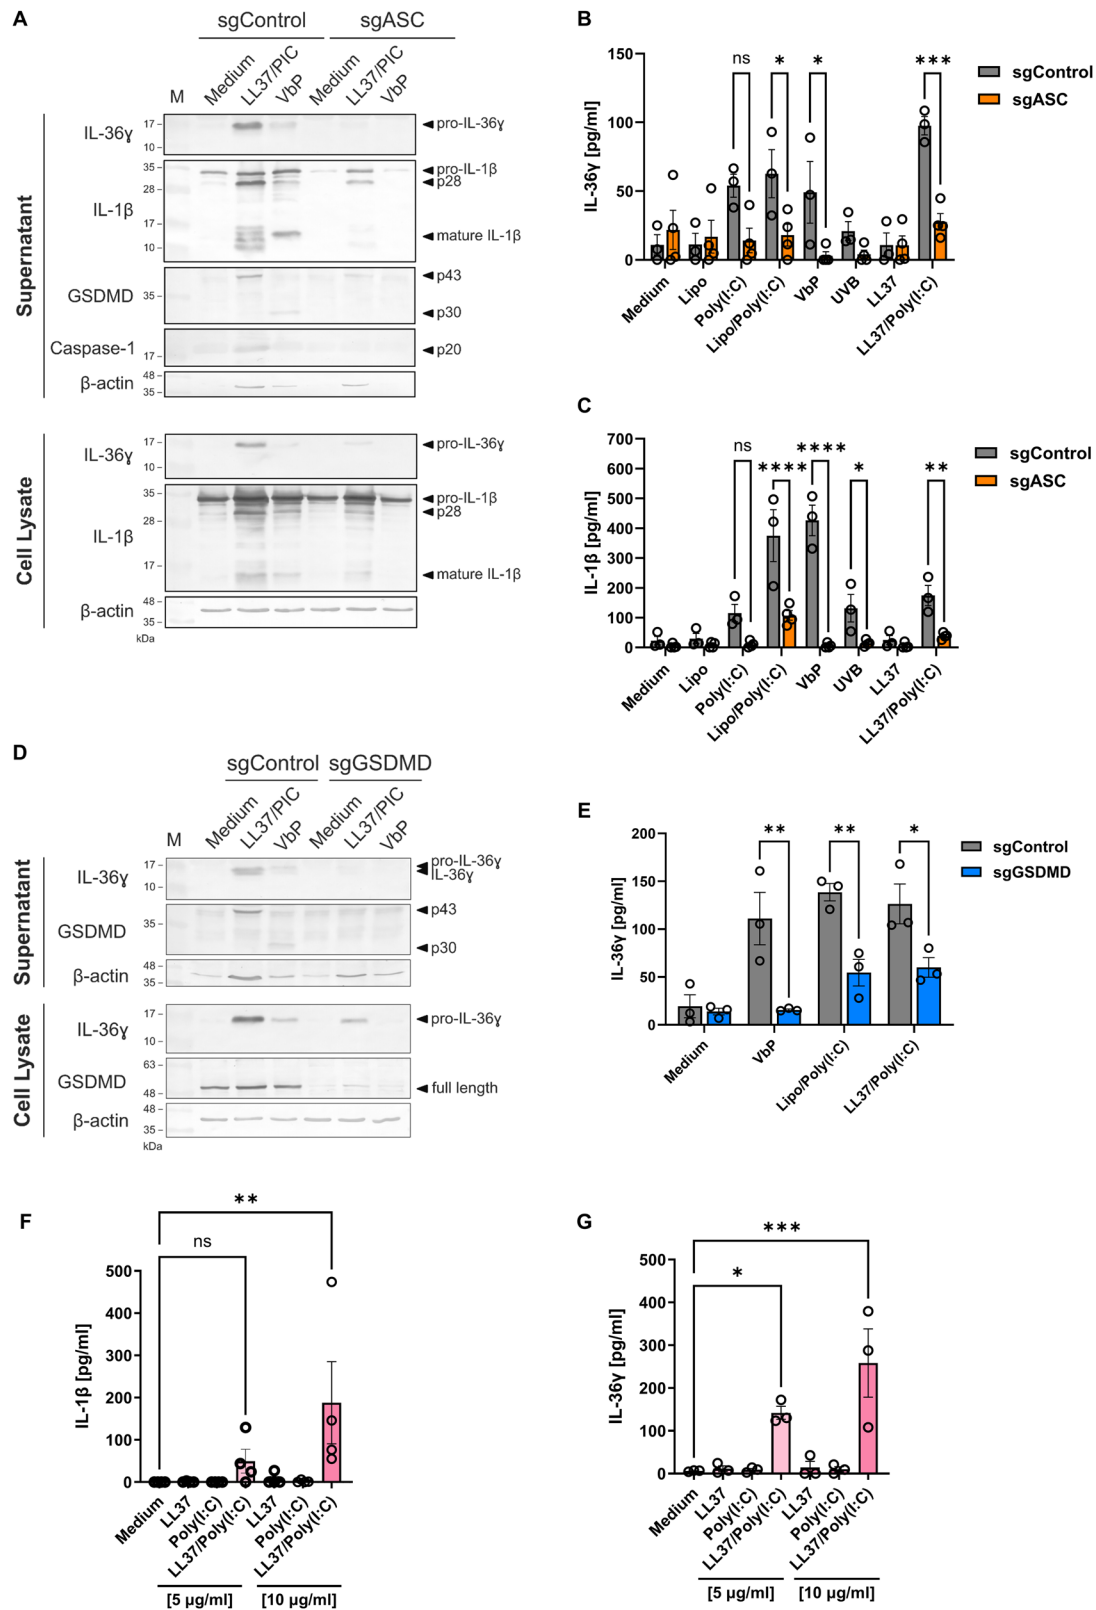 A
sgControl sgASC
M Medium LL37/PIC VbP Medium LL37/PIC VbP
Supernatant
IL-36ɣ 17 10 pro-IL-36ɣ
IL-1β 35 28 17 10 pro-IL-1β p28 mature IL-1β
GSDMD 35 p43 p30
Caspase-1 17 p20
β-actin 48 35
Cell Lysate
IL-36ɣ 17 10 pro-IL-36ɣ
IL-1β 35 28 17 pro-IL-1β p28 mature IL-1β
β-actin 48 35
kDa
B
IL-36γ [pg/ml]
150
100
50
0
ns * * ***
sgControl
sgASC
Medium Lipo Poly(I:C) Lipo/Poly(I:C) VbP UVB LL37 LL37/Poly(I:C)
C
IL-1β [pg/ml]
700
600
500
400
300
200
100
0
ns **** **** * **
sgControl
sgASC
Medium Lipo Poly(I:C) Lipo/Poly(I:C) VbP UVB LL37 LL37/Poly(I:C)
D
sgControl sgGSDMD
M Medium LL37/PIC VbP Medium LL37/PIC VbP
Supernatant
IL-36ɣ 17 10 pro-IL-36ɣ IL-36ɣ
GSDMD 35 p43 p30
β-actin 48 35
Cell Lysate
IL-36ɣ 17 10 pro-IL-36ɣ
GSDMD 63 48 full length
β-actin 48 35
kDa
E
IL-36γ [pg/ml]
200
150
100
50
0
** ** *
sgControl
sgGSDMD
Medium VbP Lipo/Poly(I:C) LL37/Poly(I:C)
F
IL-1β [pg/ml]
500
400
300
200
100
0
**
ns
Medium LL37 Poly(I:C) LL37/Poly(I:C) LL37 Poly(I:C) LL37/Poly(I:C)
[5 µg/ml] [10 µg/ml]
G
IL-36γ [pg/ml]
500
400
300
200
100
0
***
*
Medium LL37 Poly(I:C) LL37/Poly(I:C) LL37 Poly(I:C) LL37/Poly(I:C)
[5 µg/ml] [10 µg/ml]